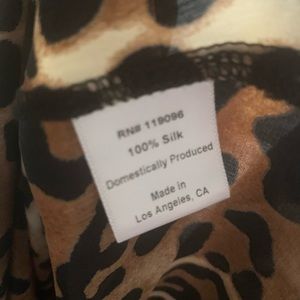 RN# 119096
100% Silk
Domestically Produced
Made in
Los Angeles, CA